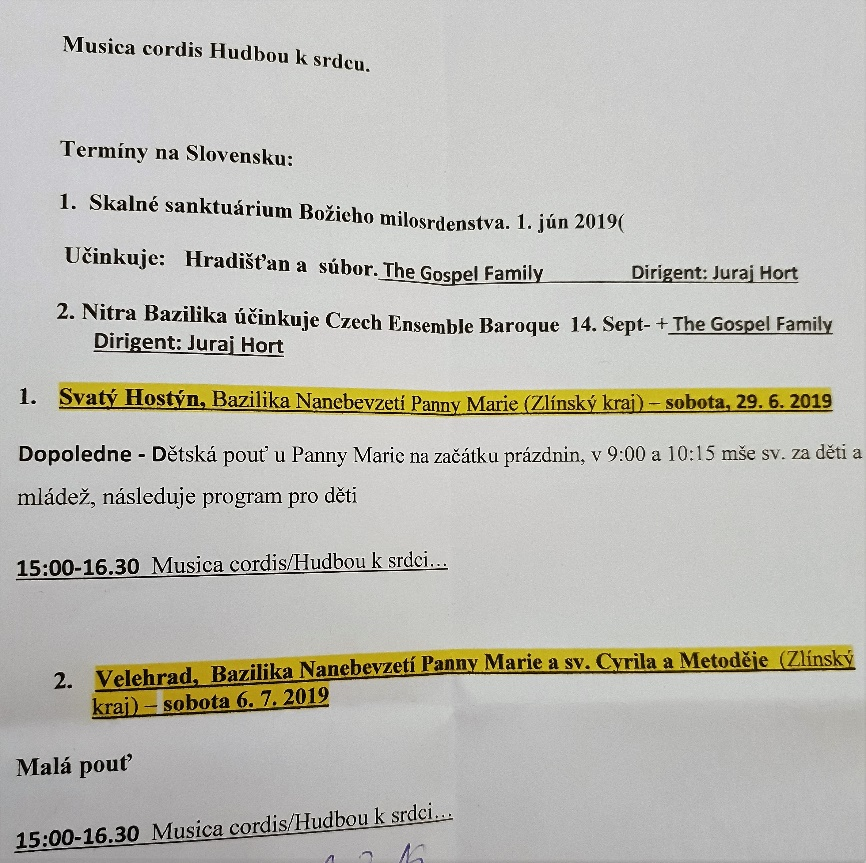 Musica cordis Hudbou k srdcu.
Termíny na Slovensku:
1. Skalné sanktuárium Božieho milosrdenstva. 1. jún 2019(
Učinkuje: Hradišťan a súbor. The Gospel Family Dirigent: Juraj Hort
2. Nitra Bazilika účinkuje Czech Ensemble Baroque 14. Sept- + The Gospel Family
Dirigent: Juraj Hort
1. Svatý Hostýn, Bazilika Nanebevzetí Panny Marie (Zlínský kraj) – sobota, 29. 6. 2019
Dopoledne - Dětská pouť u Panny Marie na začátku prázdnin, v 9:00 a 10:15 mše sv. za děti a
mládež, následuje program pro děti
15:00-16.30 Musica cordis/Hudbou k srdci...
2. Velehrad, Bazilika Nanebevzetí Panny Marie a sv. Cyrila a Metoděje (Zlínský
kraj) – sobota 6. 7. 2019
Malá pouť
15:00-16.30 Musica cordis/Hudbou k srdci...